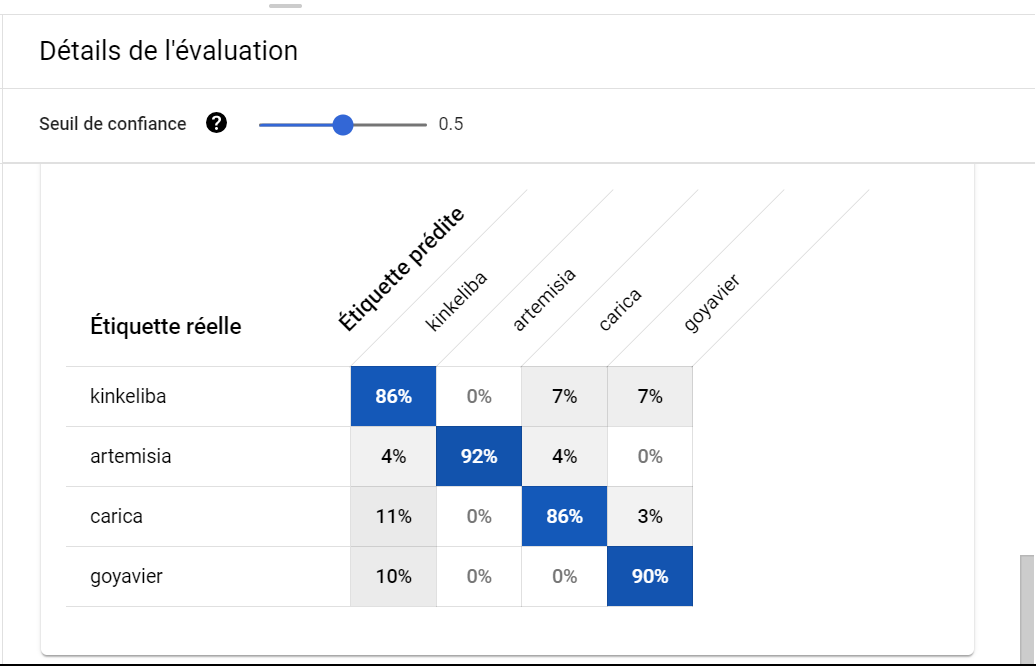 Détails de l'évaluation
Seuil de confiance ? 0.5
Étiquette réelle Étiquette prédite kinkeliba artemisia carica goyavier
kinkeliba 86% 0% 7% 7%
artemisia 4% 92% 4% 0%
carica 11% 0% 86% 3%
goyavier 10% 0% 0% 90%